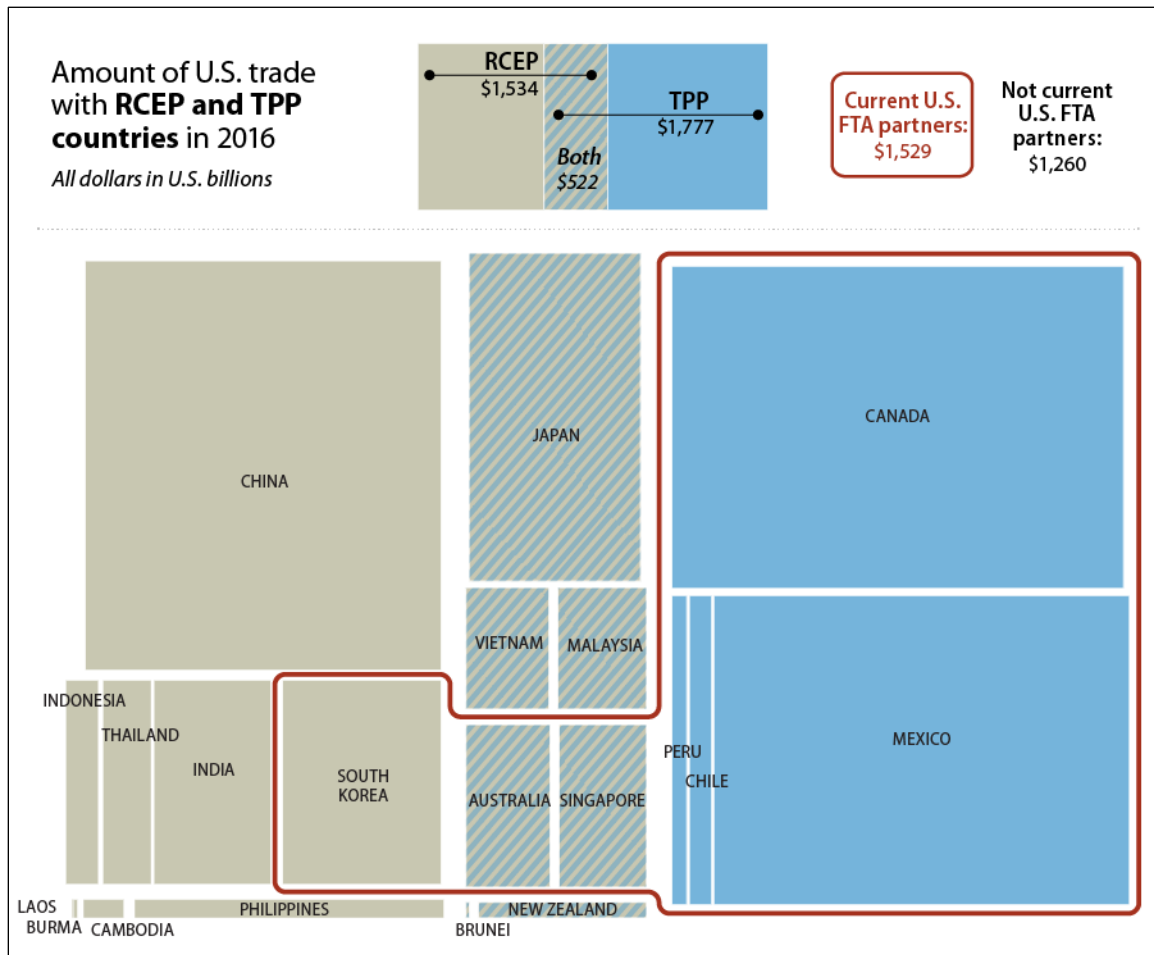 Amount of U.S. trade
with RCEP and TPP
countries in 2016
All dollars in U.S. billions
RCEP
$1,534
TPP
$1,777
Both
$522
Current U.S.
FTA partners:
$1,529
Not current
U.S. FTA
partners:
$1,260
CHINA
JAPAN
CANADA
VIETNAM
MALAYSIA
INDONESIA
THAILAND
INDIA
SOUTH
KOREA
AUSTRALIA
SINGAPORE
PERU
CHILE
MEXICO
LAOS
BURMA
CAMBODIA
PHILIPPINES
BRUNEI
NEW ZEALAND